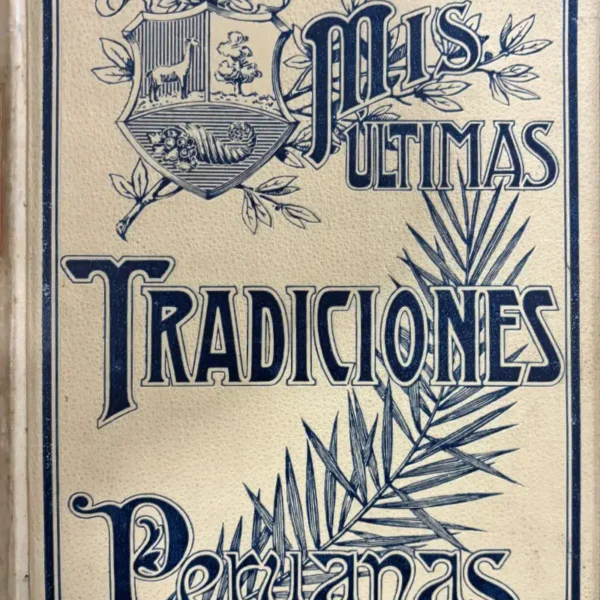 MIS
ÚLTIMAS
TRADICIONES
Peruanas